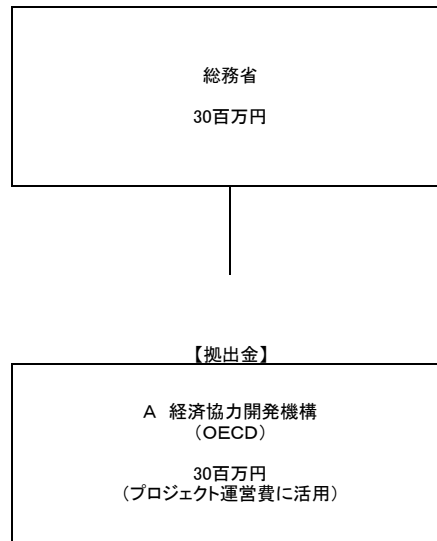 総務省
30百万円
【拠出金】
A　経済協力開発機構
（OECD）
30百万円
（プロジェクト運営費に活用）